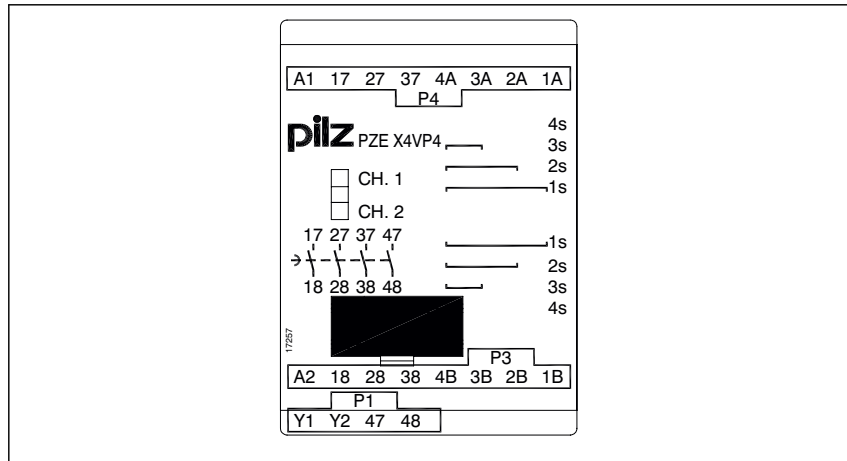 A1 17 27 37 4A 3A 2A 1A
P4
pilz PZE X4VP4
4s
3s
2s
1s
CH. 1
CH. 2
17 27 37 47
18 28 38 48
1s
2s
3s
4s
17257
P3
A2 18 28 38 4B 3B 2B 1B
P1
Y1 Y2 47 48